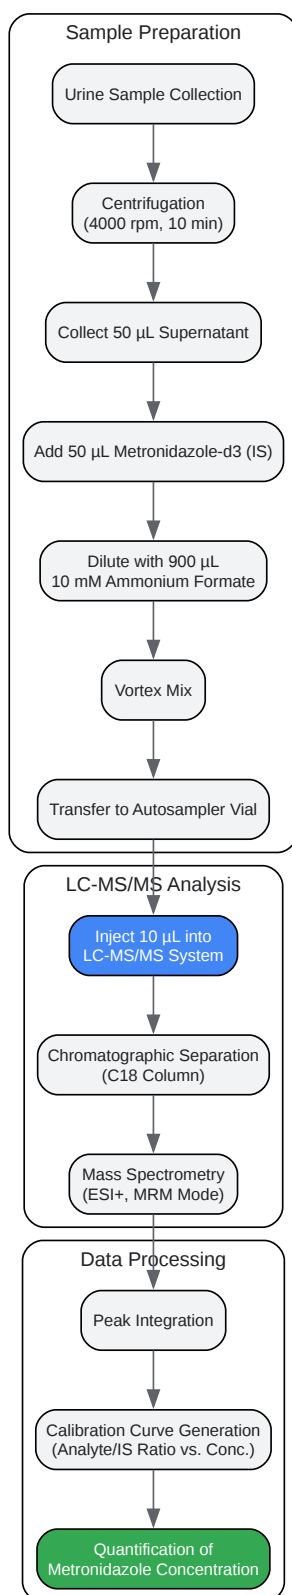 Sample Preparation
Urine Sample Collection
Centrifugation
(4000 rpm, 10 min)
Collect 50 µL Supernatant
Add 50 µL Metronidazole-d3 (IS)
Dilute with 900 µL
10 mM Ammonium Formate
Vortex Mix
Transfer to Autosampler Vial
LC-MS/MS Analysis
Inject 10 µL into
LC-MS/MS System
Chromatographic Separation
(C18 Column)
Mass Spectrometry
(ESI+, MRM Mode)
Data Processing
Peak Integration
Calibration Curve Generation
(Analyte/IS Ratio vs. Conc.)
Quantification of
Metronidazole Concentration